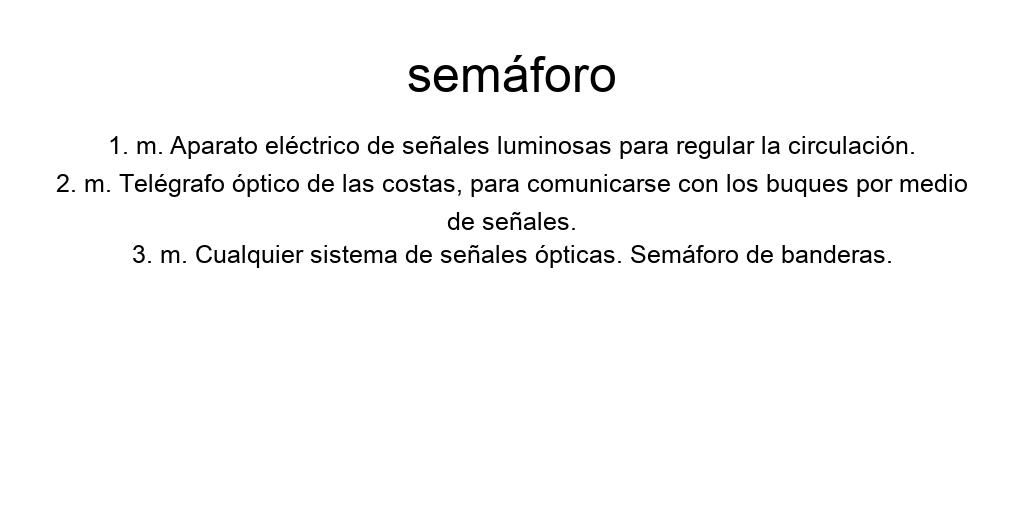 semáforo
1. m. Aparato eléctrico de señales luminosas para regular la circulación.
2. m. Telégrafo óptico de las costas, para comunicarse con los buques por medio
de señales.
3. m. Cualquier sistema de señales ópticas. Semáforo de banderas.